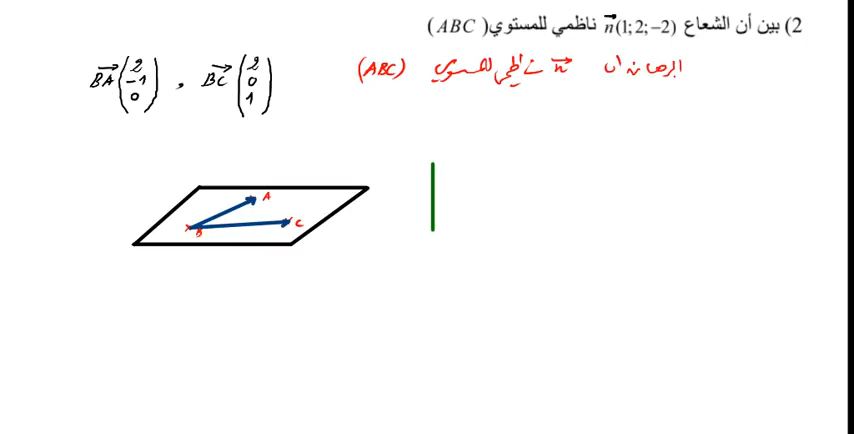 2) بين أن الشعاع n⃗(1;2;−2) ناظمي للمستوي (ABC)
البرهان أن n⃗ ناظمي للمستوي (ABC)
BA⃗ (2 −1 0) , BC⃗ (2 0 1)
A
B
C